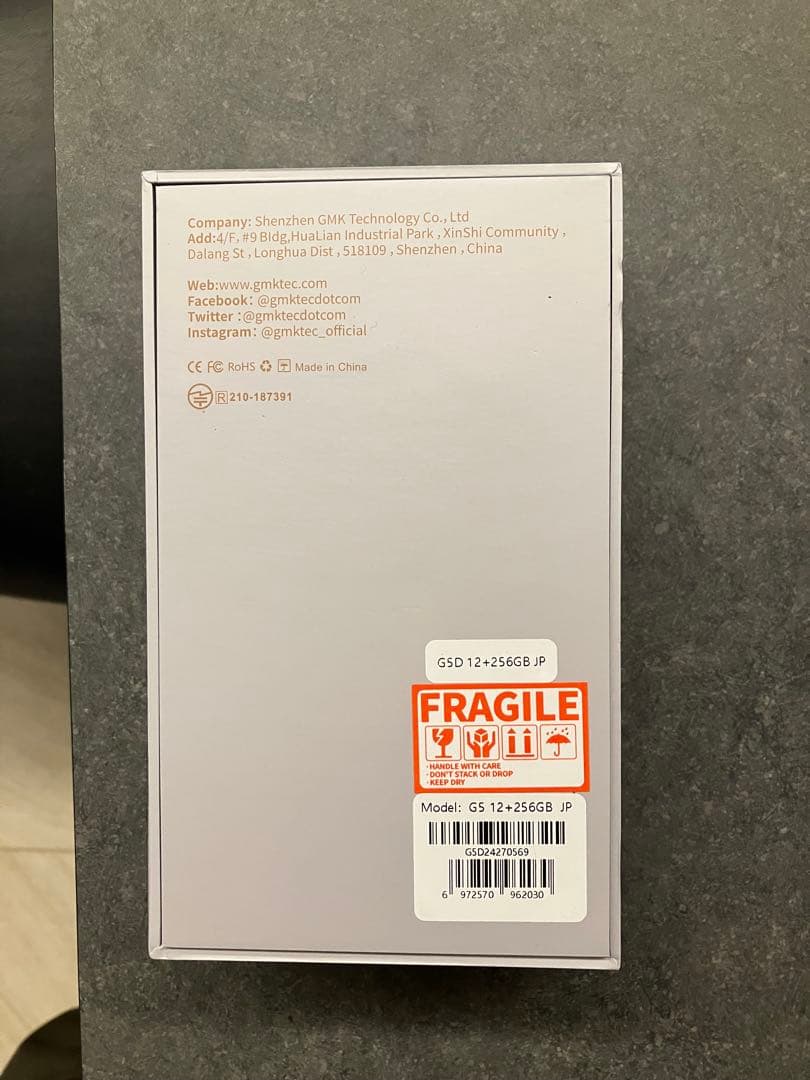 Company: Shenzhen GMK Technology Co., Ltd
Add:4/F, #9 Bldg,HuaLian Industrial Park , XinShi Community ,
Dalang St , Longhua Dist , 518109 , Shenzhen , China
Web:www.gmktec.com
Facebook: @gmktecdotcom
Twitter :@gmktecdotcom
Instagram: @gmktec_official
CE FC RoHS Made in China
R 210-187391
G5D 12+256GB JP
FRAGILE
·HANDLE WITH CARE
·DON'T STACK OR DROP
·KEEP DRY
Model: G5 12+256GB JP
G5D24270569
6 972570 962030